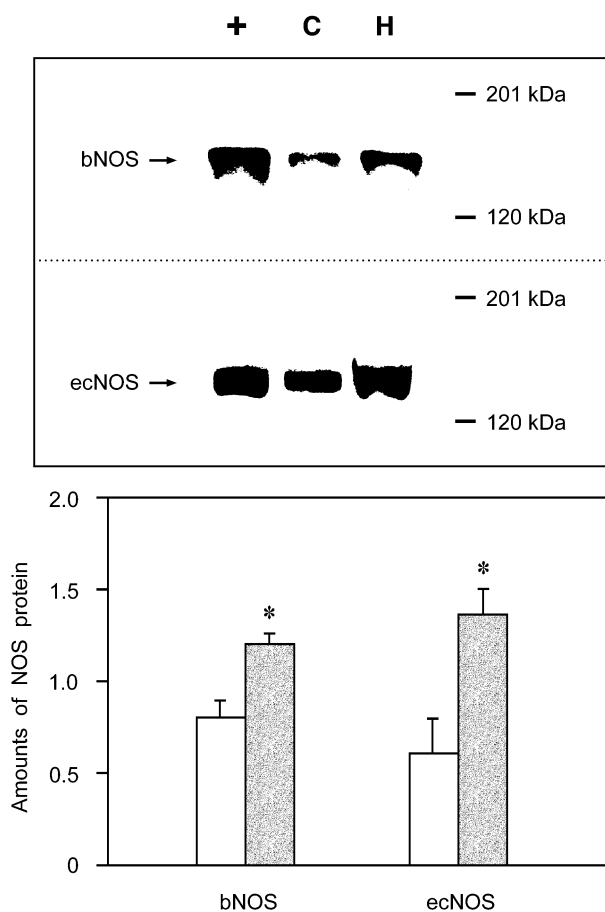 + C H
201 kDa
bNOS
120 kDa
201 kDa
ecNOS
120 kDa
2.0
1.5
1.0
0.5
0
Amounts of NOS protein
* *
bNOS ecNOS